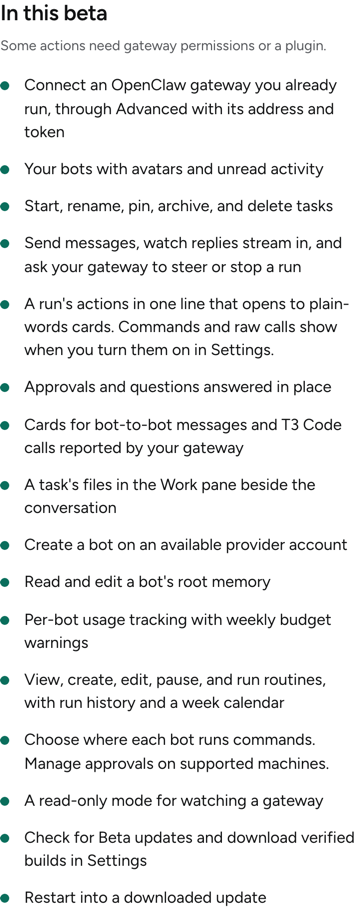 In this beta
Some actions need gateway permissions or a plugin.
Connect an OpenClaw gateway you already
run, through Advanced with its address and
token
Your bots with avatars and unread activity
Start, rename, pin, archive, and delete tasks
Send messages, watch replies stream in, and
ask your gateway to steer or stop a run
A run's actions in one line that opens to plain-
words cards. Commands and raw calls show
when you turn them on in Settings.
Approvals and questions answered in place
Cards for bot-to-bot messages and T3 Code
calls reported by your gateway
A task's files in the Work pane beside the
conversation
Create a bot on an available provider account
Read and edit a bot's root memory
Per-bot usage tracking with weekly budget
warnings
View, create, edit, pause, and run routines,
with run history and a week calendar
Choose where each bot runs commands.
Manage approvals on supported machines.
A read-only mode for watching a gateway
Check for Beta updates and download verified
builds in Settings
Restart into a downloaded update